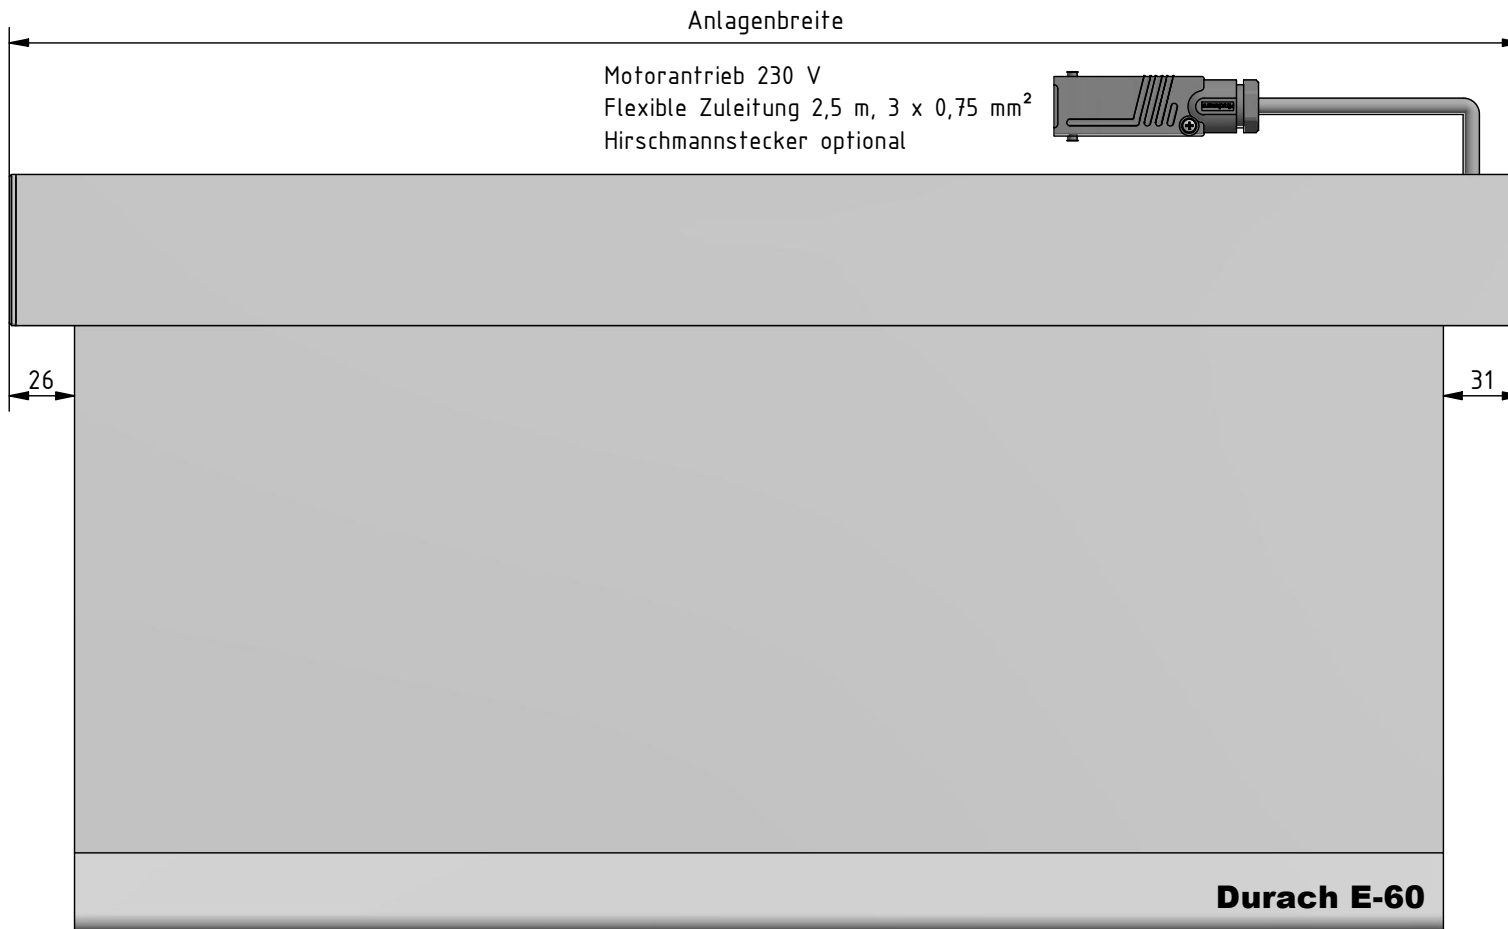 Anlagenbreite
Motorantrieb 230 V
Flexible Zuleitung 2,5 m, 3 x 0,75 mm²
Hirschmannstecker optional
26
31
Durach E-60